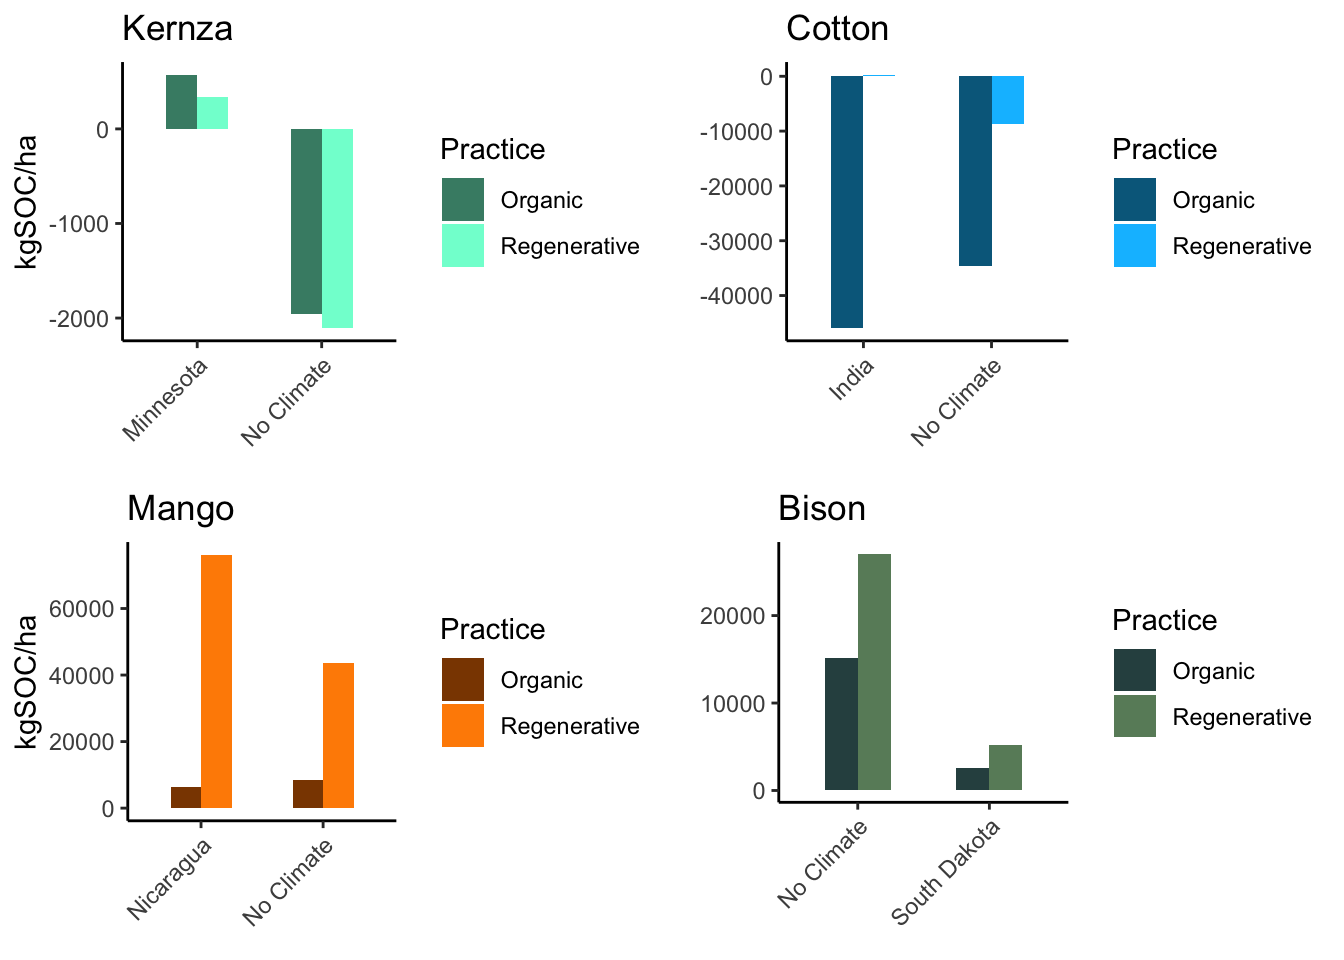 Kernza
kgSOC/ha
0
-1000
-2000
Minnesota
No Climate
Practice
Organic
Regenerative
Cotton
0
-10000
-20000
-30000
-40000
India
No Climate
Practice
Organic
Regenerative
Mango
kgSOC/ha
60000
40000
20000
0
Nicaragua
No Climate
Practice
Organic
Regenerative
Bison
20000
10000
0
No Climate
South Dakota
Practice
Organic
Regenerative